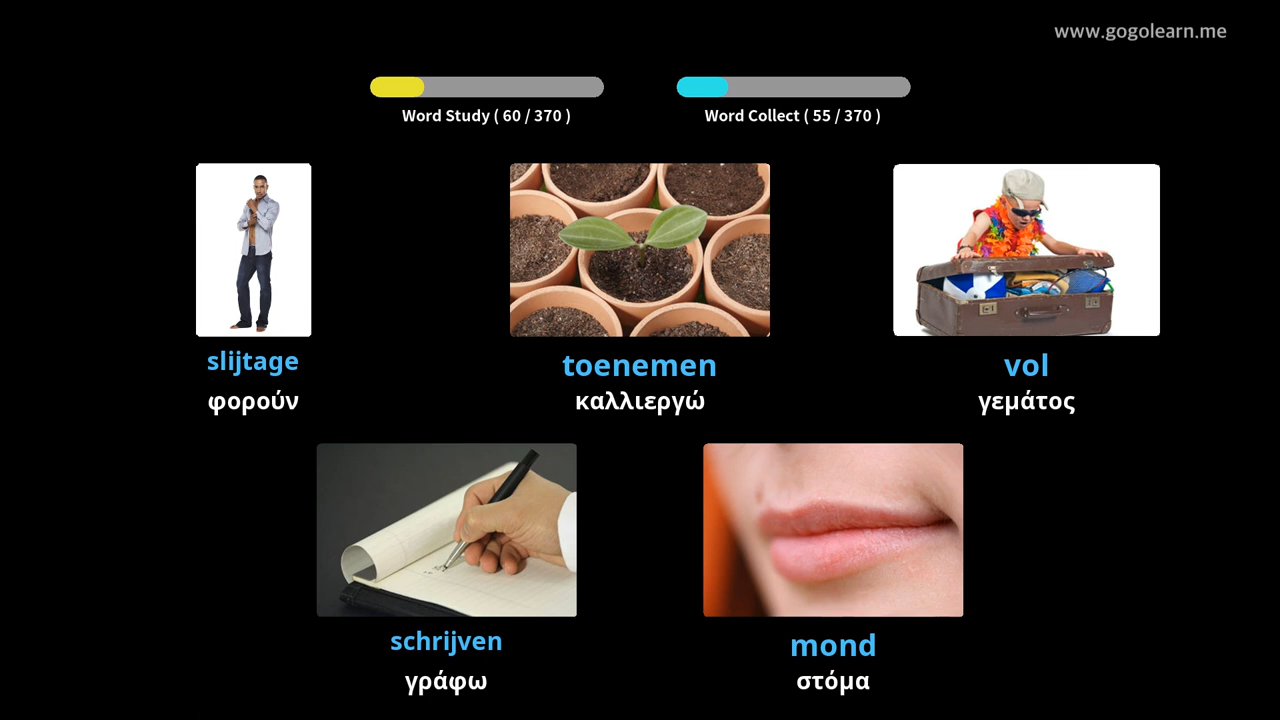 www.gogolearn.me
Word Study ( 60 / 370 )
Word Collect ( 55 / 370 )
slijtage
φορούν
toenemen
καλλιεργώ
vol
γεμάτος
schrijven
γράφω
mond
στόμα